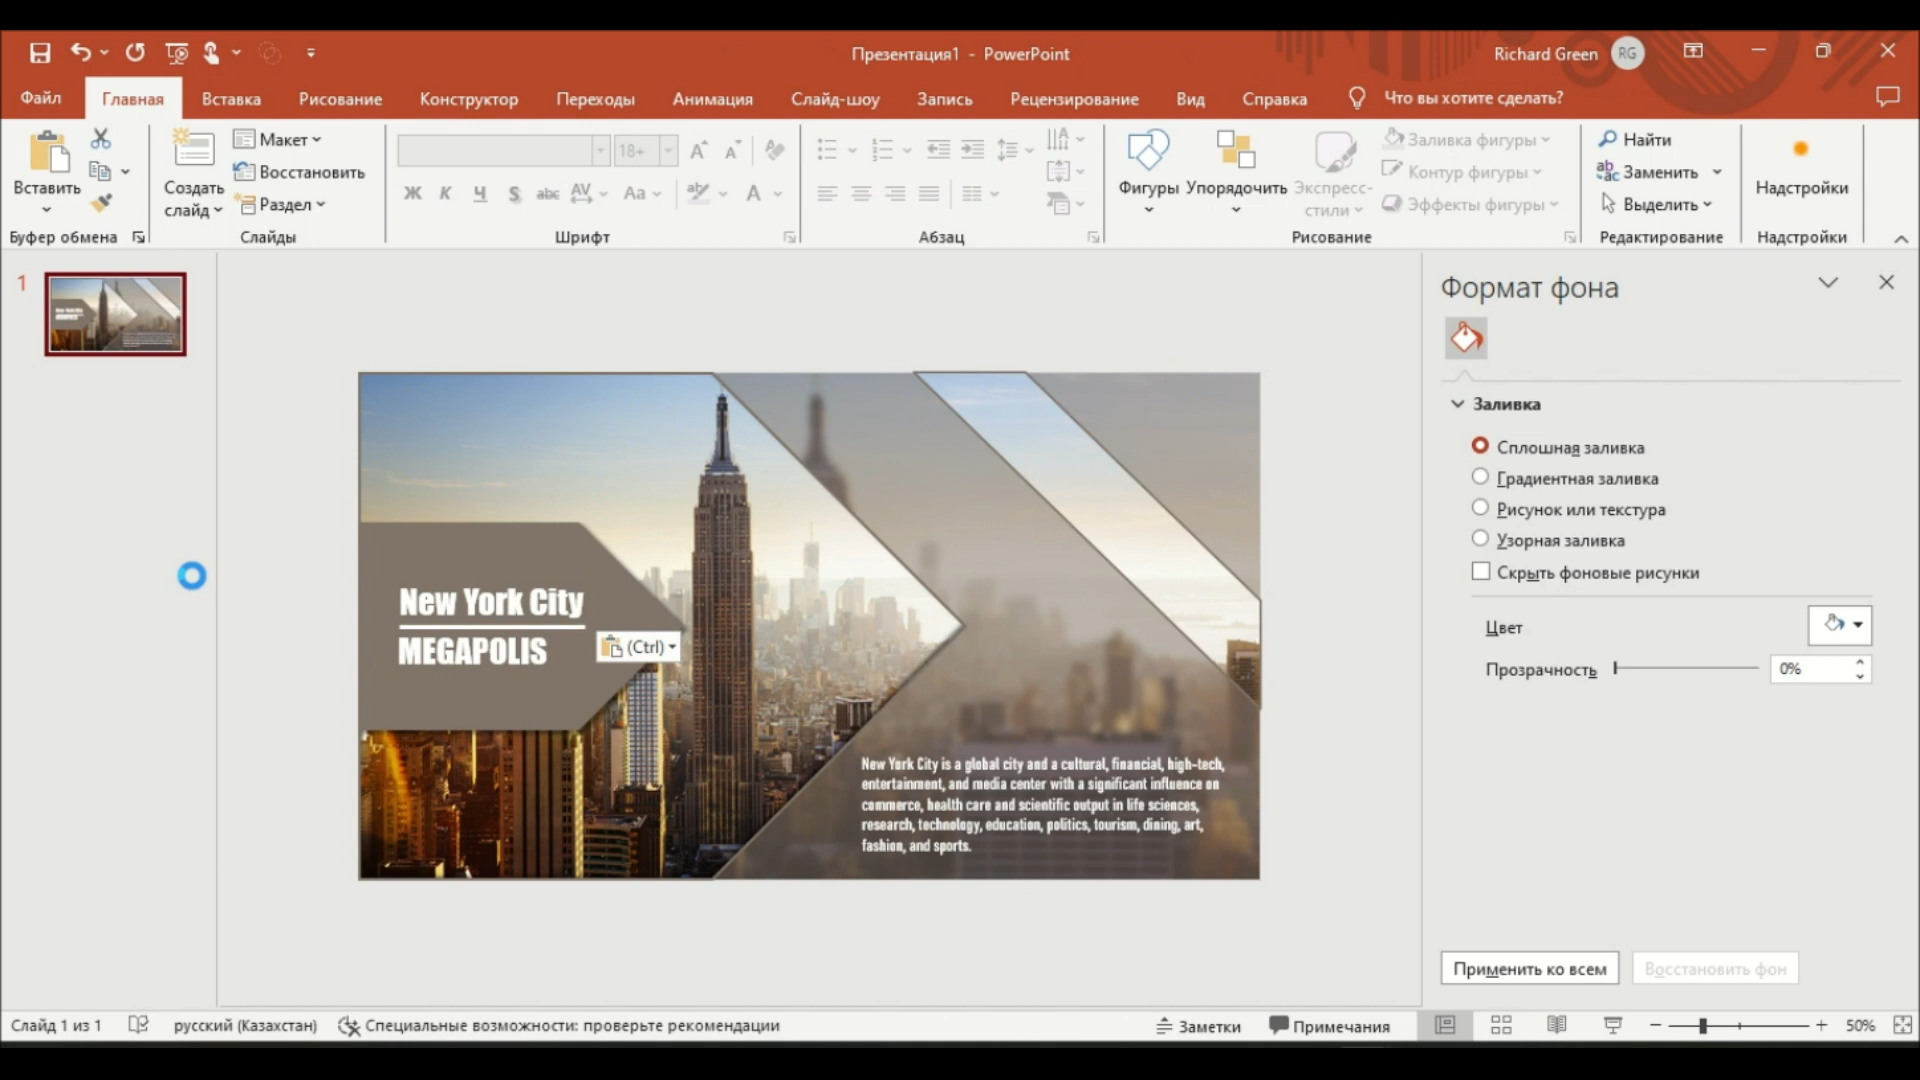 Презентация1 - PowerPoint
Richard Green RG
Файл Главная Вставка Рисование Конструктор Переходы Анимация Слайд-шоу Запись Рецензирование Вид Справка Что вы хотите сделать?
Вставить
Буфер обмена
Создать слайд
Макет
Восстановить
Раздел
Слайды
18+
Ж К Ч S abc AV Aa A
Шрифт
Абзац
Фигуры
Упорядочить
Экспресс-стили
Заливка фигуры
Контур фигуры
Эффекты фигуры
Рисование
Найти
Заменить
Выделить
Редактирование
Надстройки
Надстройки
1
New York City
MEGAPOLIS
(Ctrl)
New York City is a global city and a cultural, financial, high-tech,
entertainment, and media center with a significant influence on
commerce, health care and scientific output in life sciences,
research, technology, education, politics, tourism, dining, art,
fashion, and sports.
Формат фона
Заливка
Сплошная заливка
Градиентная заливка
Рисунок или текстура
Узорная заливка
Скрыть фоновые рисунки
Цвет
Прозрачность 0%
Применить ко всем
Восстановить фон
Слайд 1 из 1 русский (Казахстан) Специальные возможности: проверьте рекомендации Заметки Примечания 50%